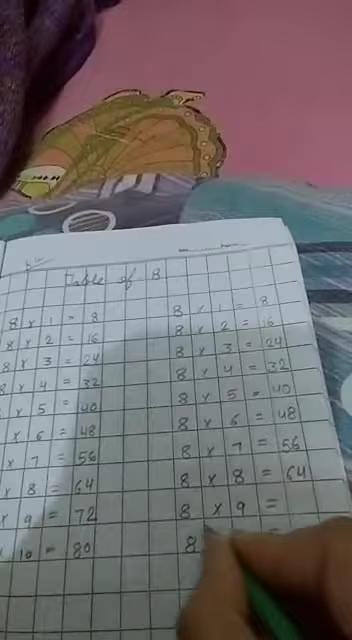 Table of 8
8 x 1 = 8 8 x 1 = 8
8 x 2 = 16 8 x 2 = 16
8 x 3 = 24 8 x 3 = 24
8 x 4 = 32 8 x 4 = 32
x 5 = 40 8 x 5 = 40
x 6 = 48 8 x 6 = 48
x 7 = 56 8 x 7 = 56
x 8 = 64 8 x 8 = 64
x 9 = 72 8 x 9 =
x 10 = 80 8 =